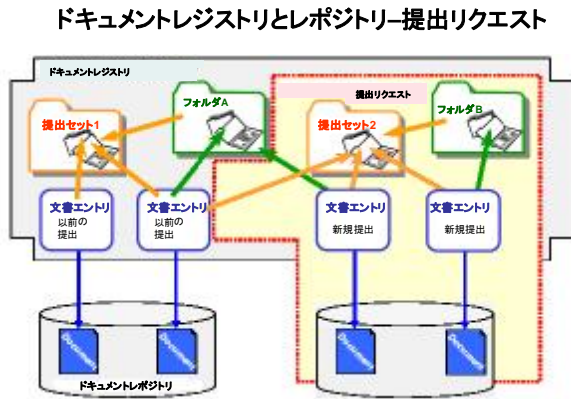 ドキュメントレジストリとレポジトリ–提出リクエスト
ドキュメントレジストリ
提出リクエスト
フォルダA
フォルダB
提出セット1
提出セット2
文書エントリ
以前の
提出
文書エントリ
以前の
提出
文書エントリ
新規提出
文書エントリ
新規提出
Document
Document
Document
Document
ドキュメントレポジトリ